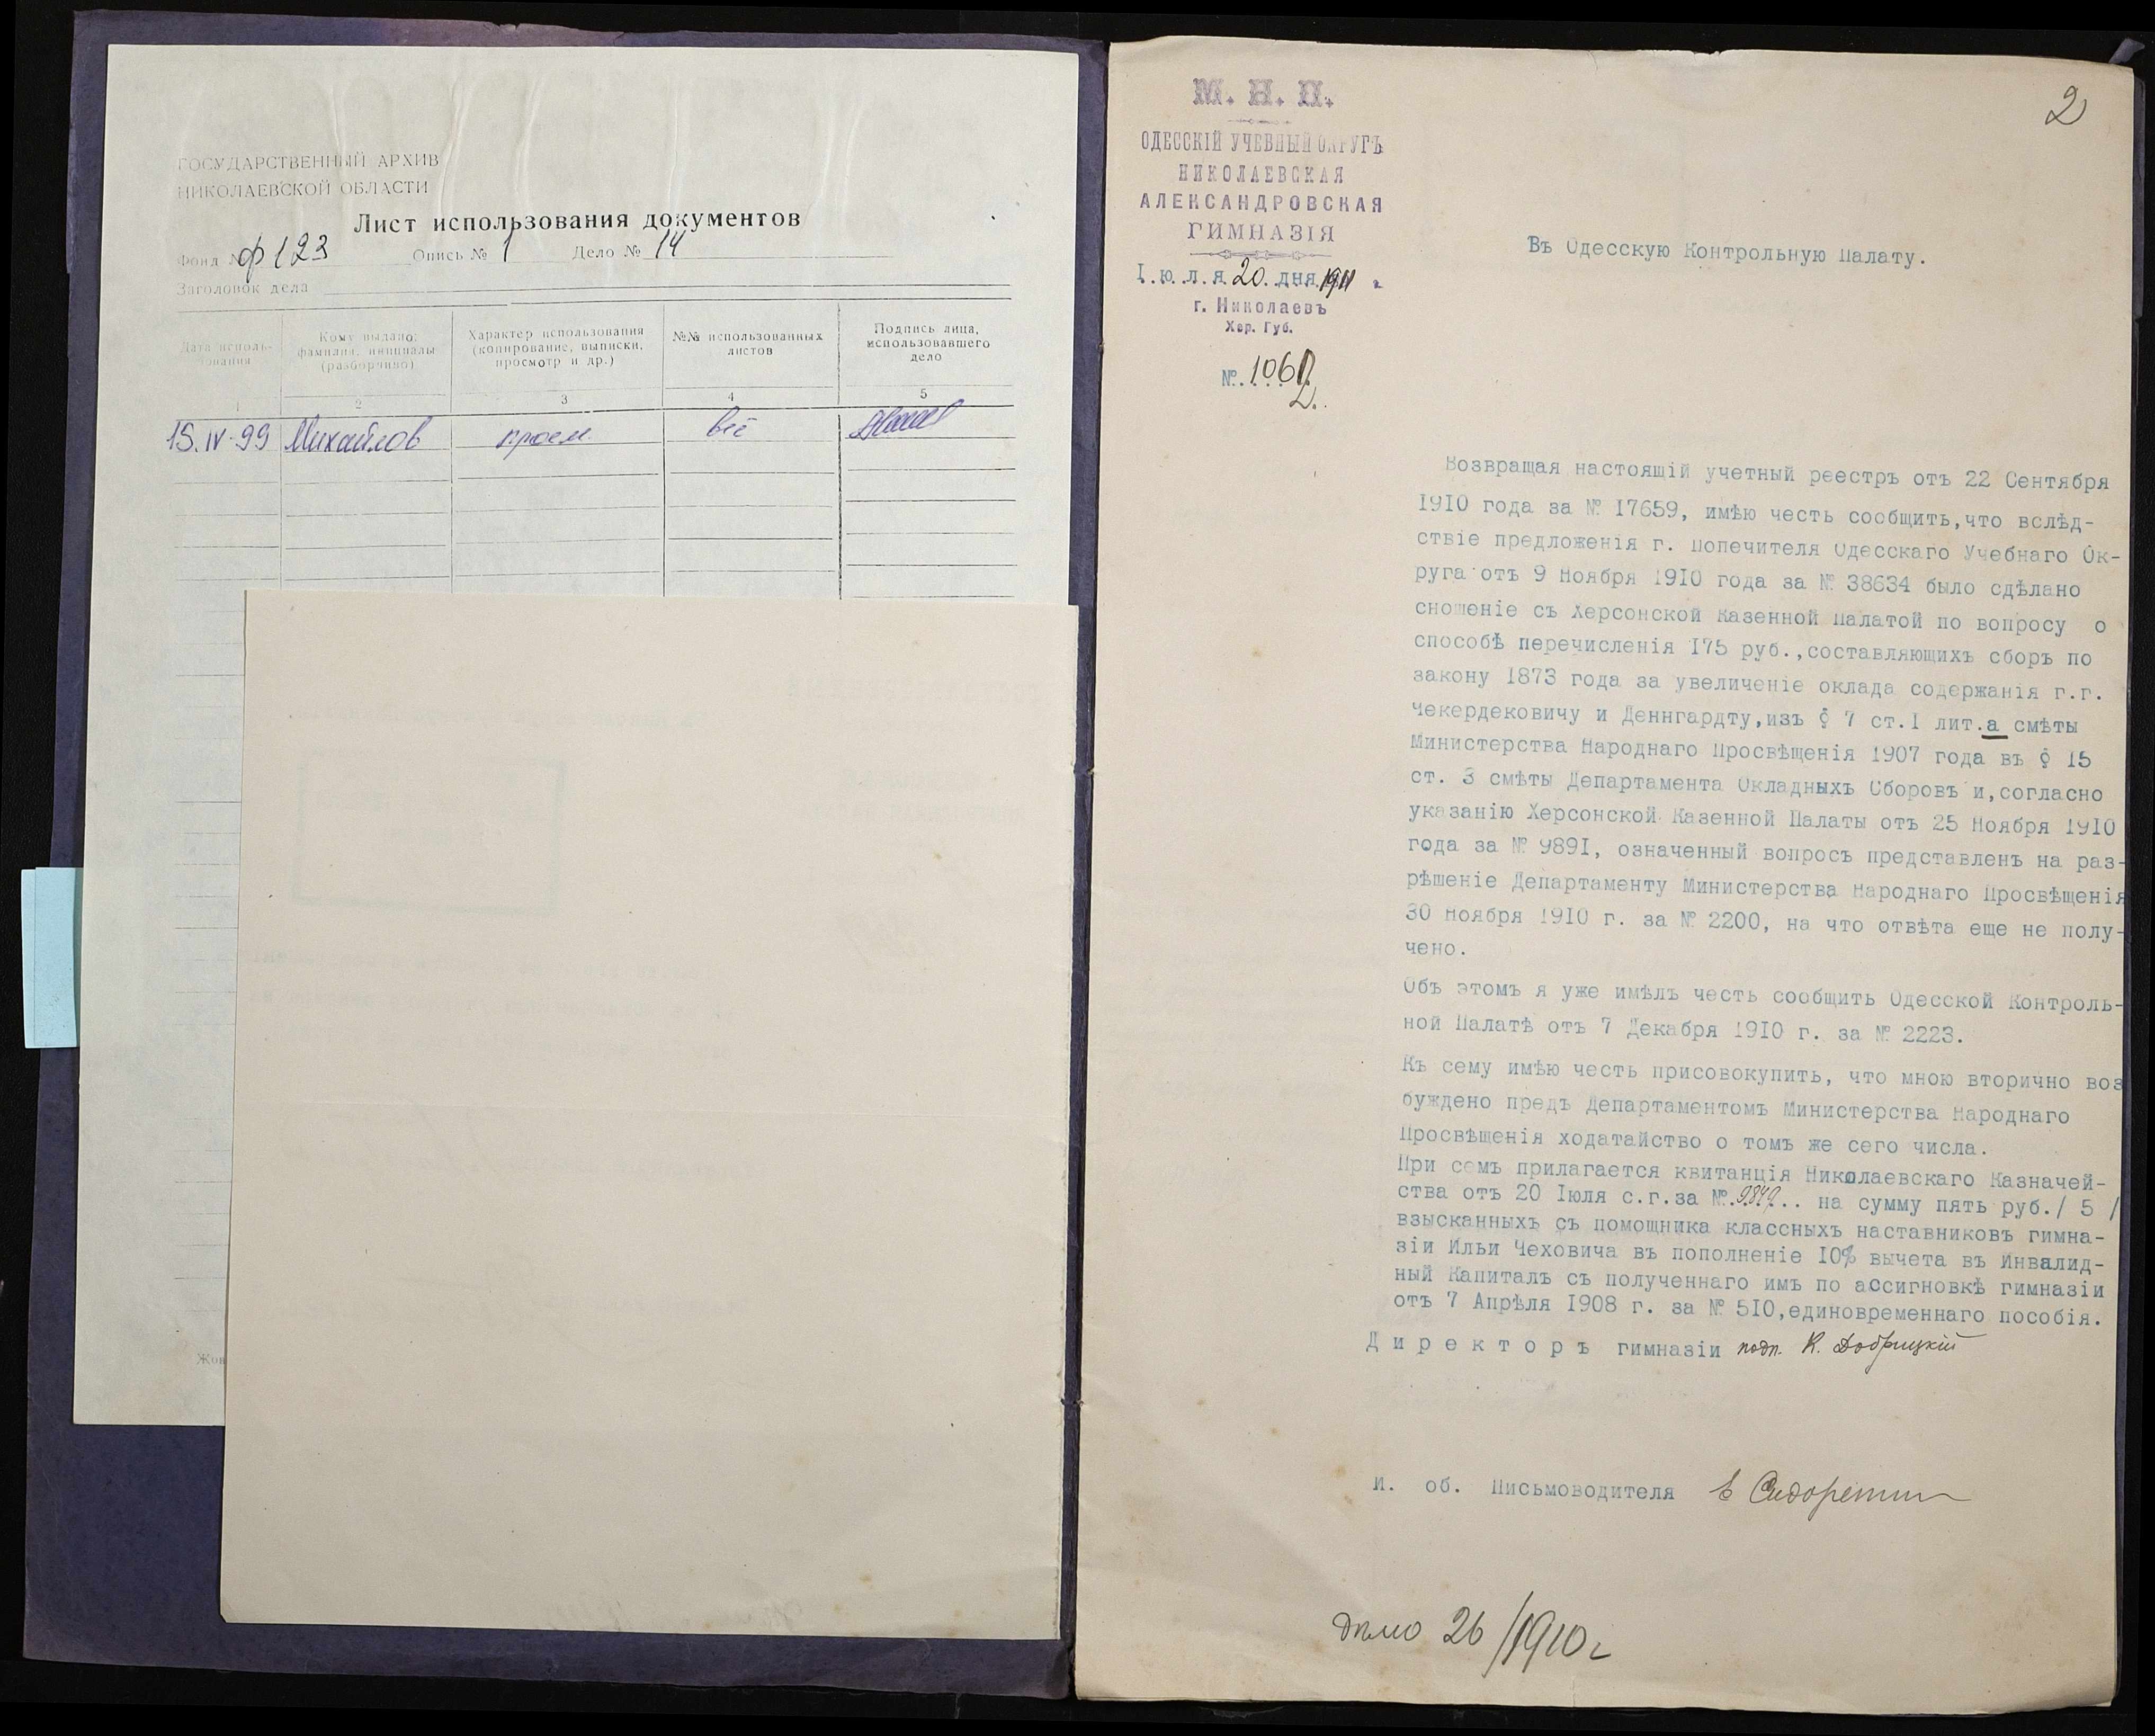 ГОСУДАРСТВЕННЫЙ АРХИВ
НИКОЛАЕВСКОЙ ОБЛАСТИ
Лист использования документов
Фонд № ф 123 Опись № 1 Дело № 14
Заголовок дела
Дата исполь-
зования
Кому выдано:
фамилия, инициалы
(разборчиво)
Характер использования
(копирование, выписки,
просмотр и др.)
№№ использованных
листов
Подпись лица,
использовавшего
дело
1 2 3 4 5
15.IV-99 Михайлов просм. все
Жов
2
М. Н. П.
ОДЕССКІЙ УЧЕБНЫЙ ОКРУГЪ
НИКОЛАЕВСКАЯ
АЛЕКСАНДРОВСКАЯ
ГИМНАЗІЯ
І.ю.л.я 20. дня 1911 г.
г. Николаевъ
Хер. Губ.
№ 1061
Въ Одесскую Контрольную Палату.
Возвращая настоящій учетный реестръ отъ 22 Сентября
1910 года за № 17659, имѣю честь сообщить,что вслѣд-
ствіе предложенія г. Попечителя Одесскаго Учебнаго Ок-
руга отъ 9 Ноября 1910 года за № 38634 было сдѣлано
сношеніе съ Херсонской Казенной Палатой по вопросу о
способѣ перечисленія 175 руб.,составляющихъ сборъ по
закону 1873 года за увеличеніе оклада содержанія г.г.
Чекердековичу и Деннгардту,изъ § 7 ст.1 лит.а смѣты
Министерства Народнаго Просвѣщенія 1907 года въ § 15
ст. 3 смѣты Департамента Окладныхъ Сборовъ и,согласно
указанію Херсонской Казенной Палаты отъ 25 Ноября 1910
года за № 9891, означенный вопросъ представленъ на раз-
рѣшеніе Департаменту Министерства Народнаго Просвѣщенія
30 Ноября 1910 г. за № 2200, на что отвѣта еще не полу-
чено.
Объ этомъ я уже имѣлъ честь сообщить Одесской Контроль-
ной Палатѣ отъ 7 Декабря 1910 г. за № 2223.
Къ сему имѣю честь присовокупить, что мною вторично воз
буждено предъ Департаментомъ Министерства Народнаго
Просвѣщенія ходатайство о томъ же сего числа.
При семъ прилагается квитанція Николаевскаго Казначей-
ства отъ 20 Іюля с.г.за № 9849.. на сумму пять руб./ 5 /
взысканныхъ съ помощника классныхъ наставниковъ гимна-
зіи Ильи Чеховича въ пополненіе 10% вычета въ Инвалид-
ный Капиталъ съ полученнаго имъ по ассигновкѣ гимназіи
отъ 7 Апрѣля 1908 г. за № 510,единовременнаго пособія.
Директоръ гимназіи подп. К. Добрицкій
И. об. Письмоводителя
дѣло 26/1910 г